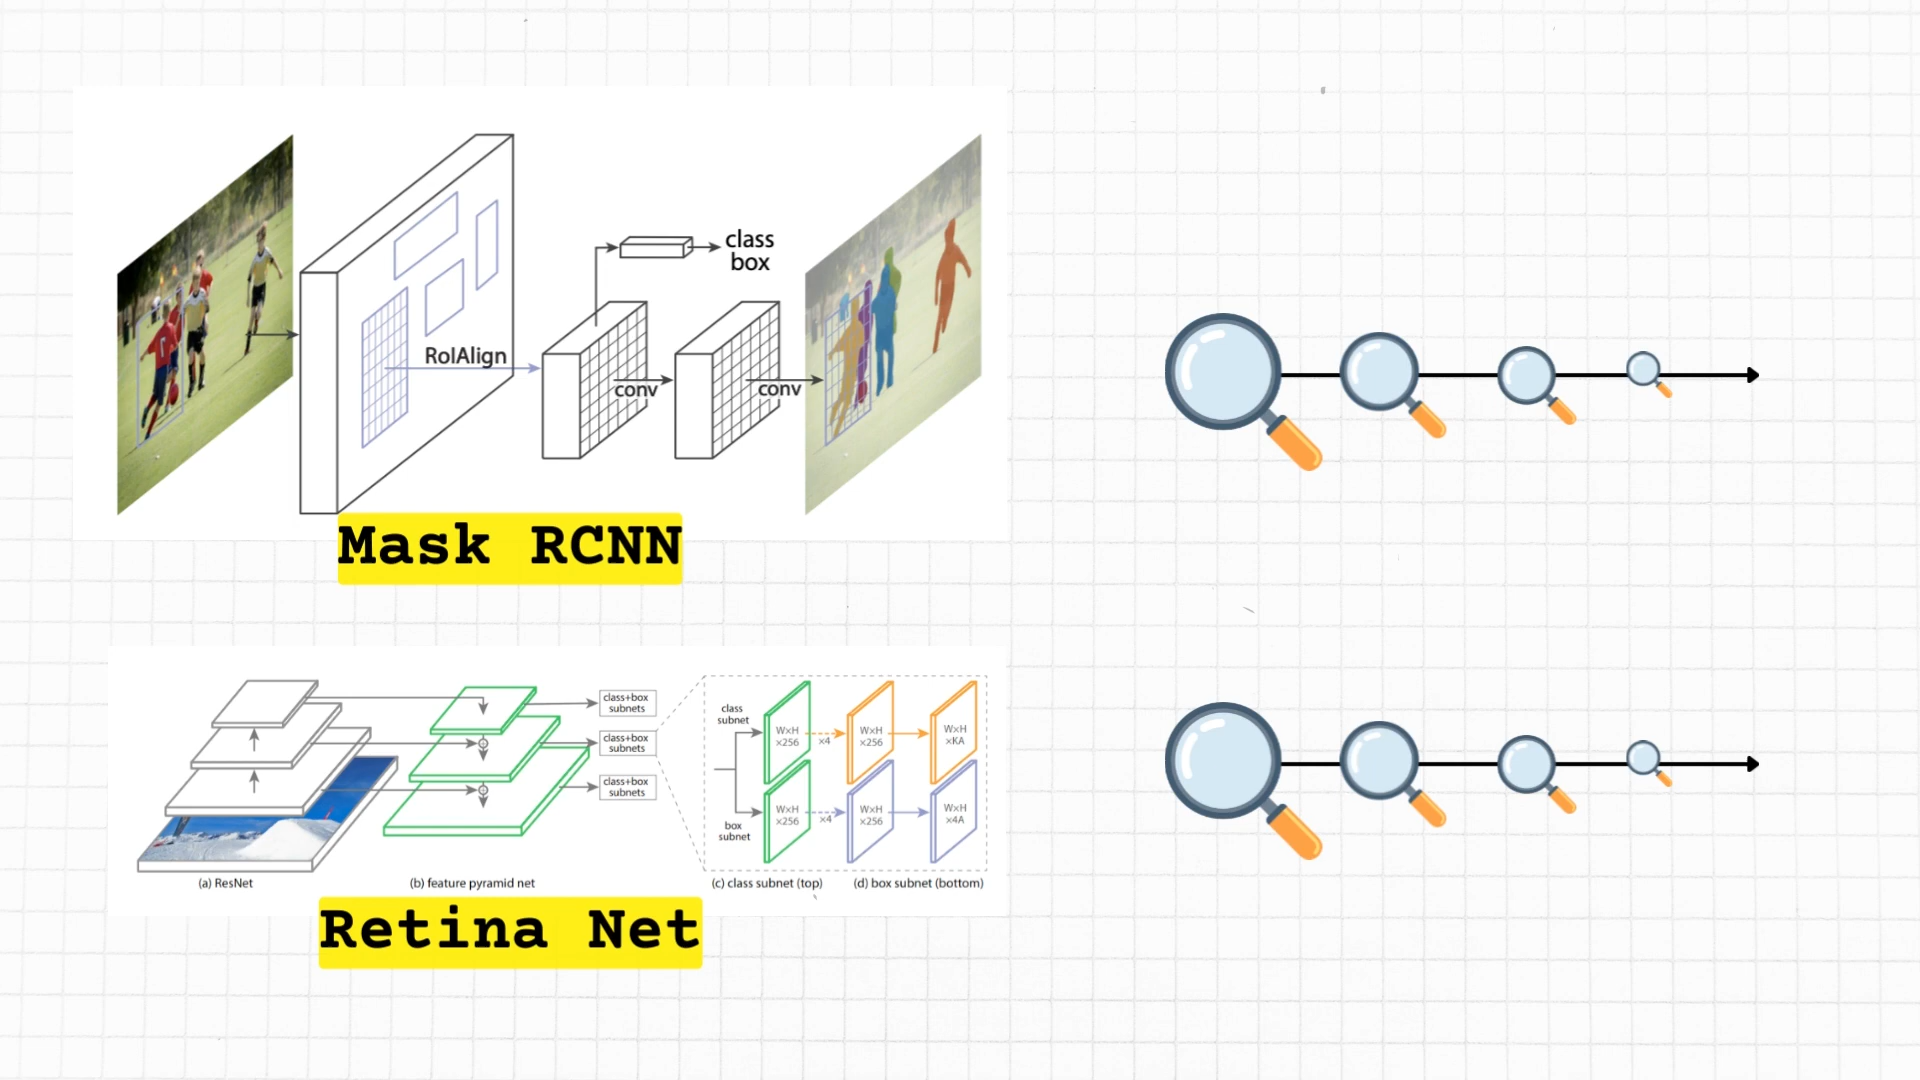 class
box
RoIAlign
conv
conv
Mask RCNN
class+box
subnets
class+box
subnets
class+box
subnets
class
subnet
W×H
×256
×4
W×H
×256
W×H
×KA
box
subnet
W×H
×256
×4
W×H
×256
W×H
×4A
(a) ResNet
(b) feature pyramid net
(c) class subnet (top)
(d) box subnet (bottom)
Retina Net